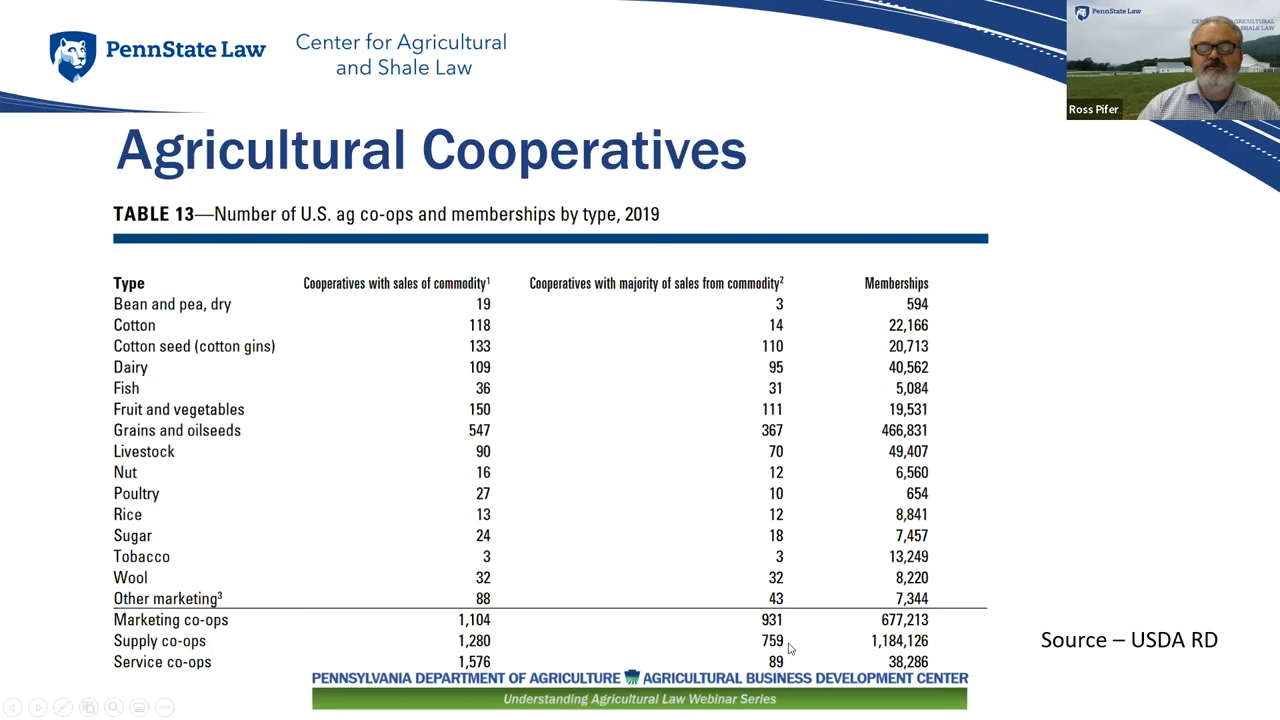 PennState Law
Center for Agricultural
and Shale Law
PennState Law
Ross Pifer
Agricultural Cooperatives
TABLE 13—Number of U.S. ag co-ops and memberships by type, 2019
Type Cooperatives with sales of commodity¹ Cooperatives with majority of sales from commodity² Memberships
Bean and pea, dry 19 3 594
Cotton 118 14 22,166
Cotton seed (cotton gins) 133 110 20,713
Dairy 109 95 40,562
Fish 36 31 5,084
Fruit and vegetables 150 111 19,531
Grains and oilseeds 547 367 466,831
Livestock 90 70 49,407
Nut 16 12 6,560
Poultry 27 10 654
Rice 13 12 8,841
Sugar 24 18 7,457
Tobacco 3 3 13,249
Wool 32 32 8,220
Other marketing³ 88 43 7,344
Marketing co-ops 1,104 931 677,213
Supply co-ops 1,280 759 1,184,126
Service co-ops 1,576 89 38,286
Source – USDA RD
PENNSYLVANIA DEPARTMENT OF AGRICULTURE AGRICULTURAL BUSINESS DEVELOPMENT CENTER
Understanding Agricultural Law Webinar Series